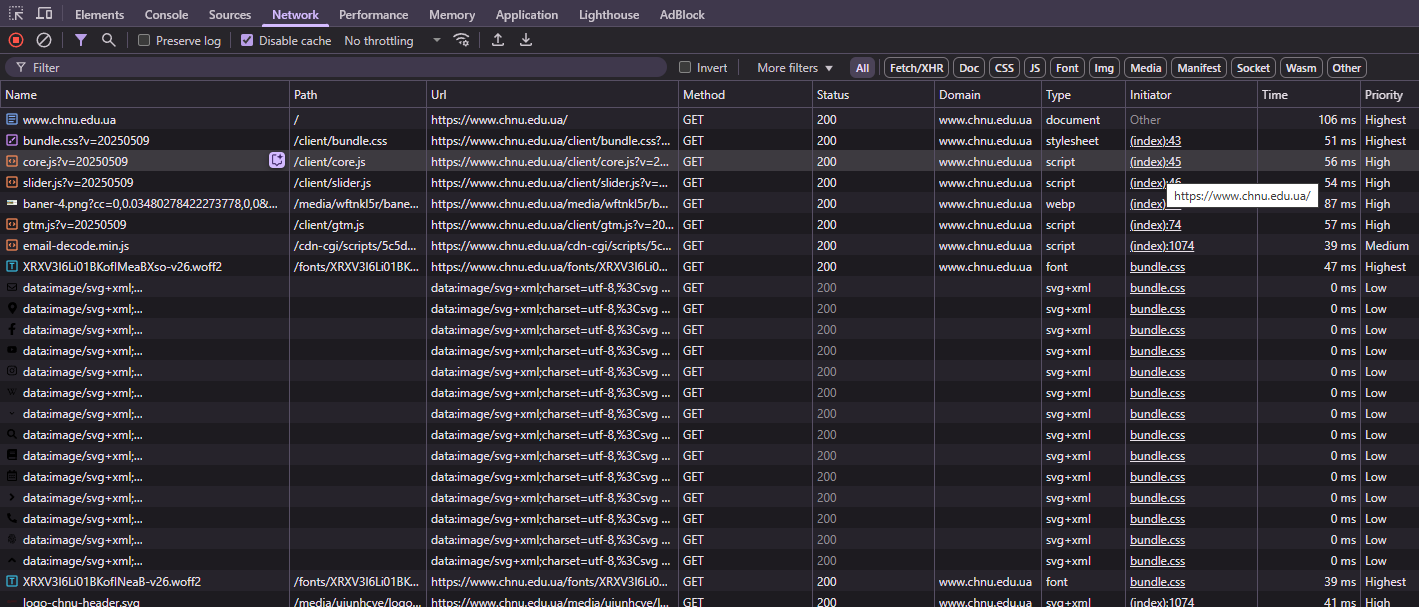 Elements Console Sources Network Performance Memory Application Lighthouse AdBlock
Preserve log Disable cache No throttling
Filter Invert More filters All Fetch/XHR Doc CSS JS Font Img Media Manifest Socket Wasm Other
Name Path Url Method Status Domain Type Initiator Time Priority
www.chnu.edu.ua / https://www.chnu.edu.ua/ GET 200 www.chnu.edu.ua document Other 106 ms Highest
bundle.css?v=20250509 /client/bundle.css https://www.chnu.edu.ua/client/bundle.css?... GET 200 www.chnu.edu.ua stylesheet (index):43 51 ms Highest
core.js?v=20250509 /client/core.js https://www.chnu.edu.ua/client/core.js?v=2... GET 200 www.chnu.edu.ua script (index):45 56 ms High
slider.js?v=20250509 /client/slider.js https://www.chnu.edu.ua/client/slider.js?v=... GET 200 www.chnu.edu.ua script (index):46 54 ms High
https://www.chnu.edu.ua/
baner-4.png?cc=0,0.03480278422273778,0,0&... /media/wftnkl5r/bane... https://www.chnu.edu.ua/media/wftnkl5r/b... GET 200 www.chnu.edu.ua webp 87 ms High
gtm.js?v=20250509 /client/gtm.js https://www.chnu.edu.ua/client/gtm.js?v=20... GET 200 www.chnu.edu.ua script (index):74 57 ms High
email-decode.min.js /cdn-cgi/scripts/5c5d... https://www.chnu.edu.ua/cdn-cgi/scripts/5c... GET 200 www.chnu.edu.ua script (index):1074 39 ms Medium
XRXV3I6Li01BKofIMeaBXso-v26.woff2 /fonts/XRXV3I6Li01BK... https://www.chnu.edu.ua/fonts/XRXV3I6Li0... GET 200 www.chnu.edu.ua font bundle.css 47 ms Highest
data:image/svg+xml;... data:image/svg+xml;charset=utf-8,%3Csvg ... GET 200 svg+xml bundle.css 0 ms Low
data:image/svg+xml;... data:image/svg+xml;charset=utf-8,%3Csvg ... GET 200 svg+xml bundle.css 0 ms Low
data:image/svg+xml;... data:image/svg+xml;charset=utf-8,%3Csvg ... GET 200 svg+xml bundle.css 0 ms Low
data:image/svg+xml;... data:image/svg+xml;charset=utf-8,%3Csvg ... GET 200 svg+xml bundle.css 0 ms Low
data:image/svg+xml;... data:image/svg+xml;charset=utf-8,%3Csvg ... GET 200 svg+xml bundle.css 0 ms Low
data:image/svg+xml;... data:image/svg+xml;charset=utf-8,%3Csvg ... GET 200 svg+xml bundle.css 0 ms Low
data:image/svg+xml;... data:image/svg+xml;charset=utf-8,%3Csvg ... GET 200 svg+xml bundle.css 0 ms Low
data:image/svg+xml;... data:image/svg+xml;charset=utf-8,%3Csvg ... GET 200 svg+xml bundle.css 0 ms Low
data:image/svg+xml;... data:image/svg+xml;charset=utf-8,%3Csvg ... GET 200 svg+xml bundle.css 0 ms Low
data:image/svg+xml;... data:image/svg+xml;charset=utf-8,%3Csvg ... GET 200 svg+xml bundle.css 0 ms Low
data:image/svg+xml;... data:image/svg+xml;charset=utf-8,%3Csvg ... GET 200 svg+xml bundle.css 0 ms Low
data:image/svg+xml;... data:image/svg+xml;charset=utf-8,%3Csvg ... GET 200 svg+xml bundle.css 0 ms Low
data:image/svg+xml;... data:image/svg+xml;charset=utf-8,%3Csvg ... GET 200 svg+xml bundle.css 0 ms Low
data:image/svg+xml;... data:image/svg+xml;charset=utf-8,%3Csvg ... GET 200 svg+xml bundle.css 0 ms Low
XRXV3I6Li01BKofINeaB-v26.woff2 /fonts/XRXV3I6Li01BK... https://www.chnu.edu.ua/fonts/XRXV3I6Li0... GET 200 www.chnu.edu.ua font bundle.css 39 ms Highest
logo-chnu-header.svg /media/ujunhcye/logo... https://www.chnu.edu.ua/media/ujunhcye/l... GET 200 www.chnu.edu.ua svg+xml (index):1074 41 ms High